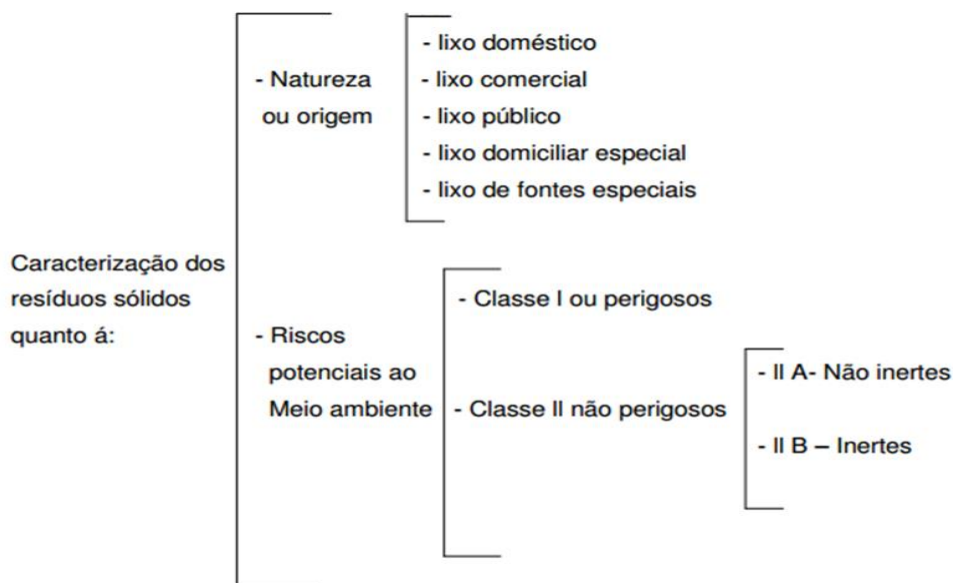 Caracterização dos
resíduos sólidos
quanto á:
- Natureza
ou origem
- lixo doméstico
- lixo comercial
- lixo público
- lixo domiciliar especial
- lixo de fontes especiais
- Riscos
potenciais ao
Meio ambiente
- Classe I ou perigosos
- Classe II não perigosos
- II A- Não inertes
- II B – Inertes